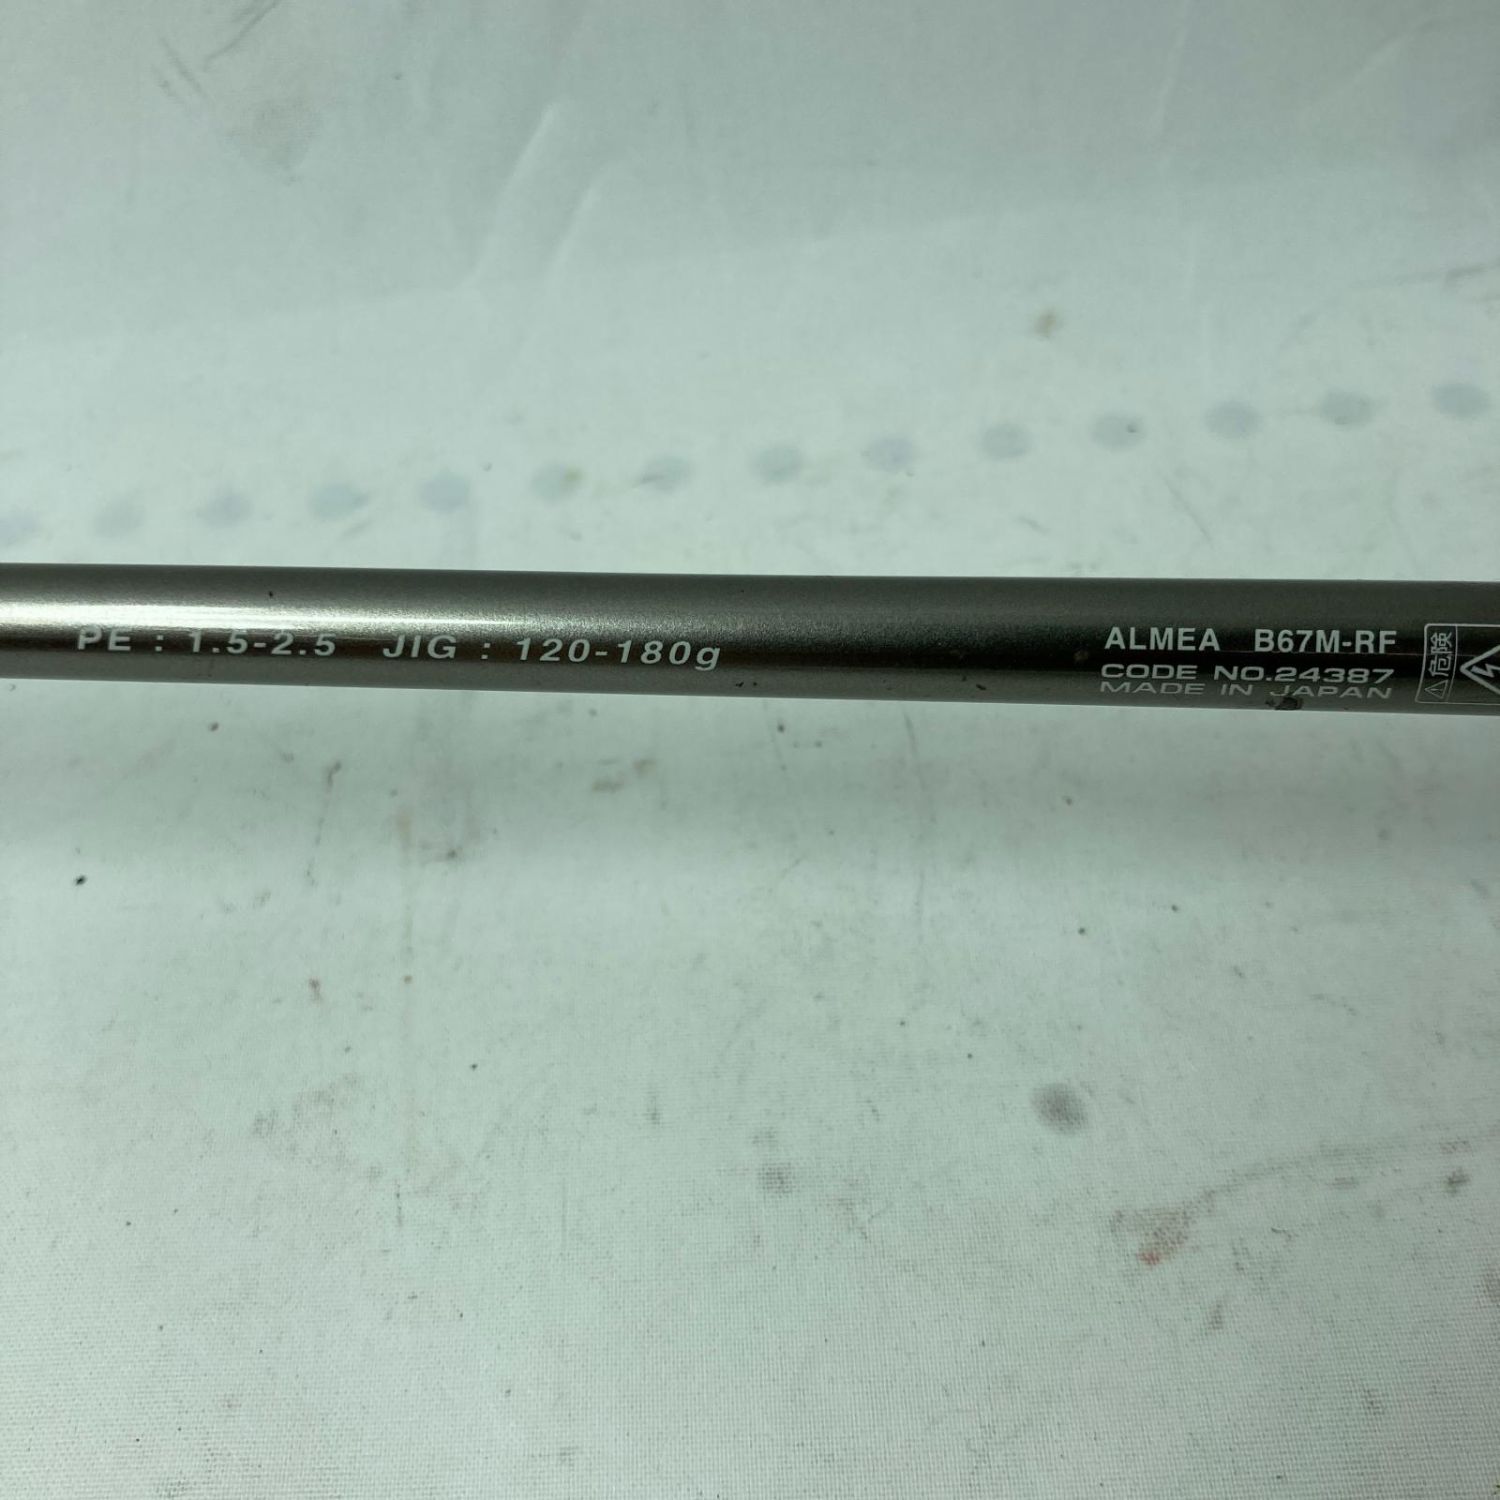 PE : 1.5-2.5 JIG : 120-180g
ALMEA B67M-RF
CODE NO.24387
MADE IN JAPAN
危険